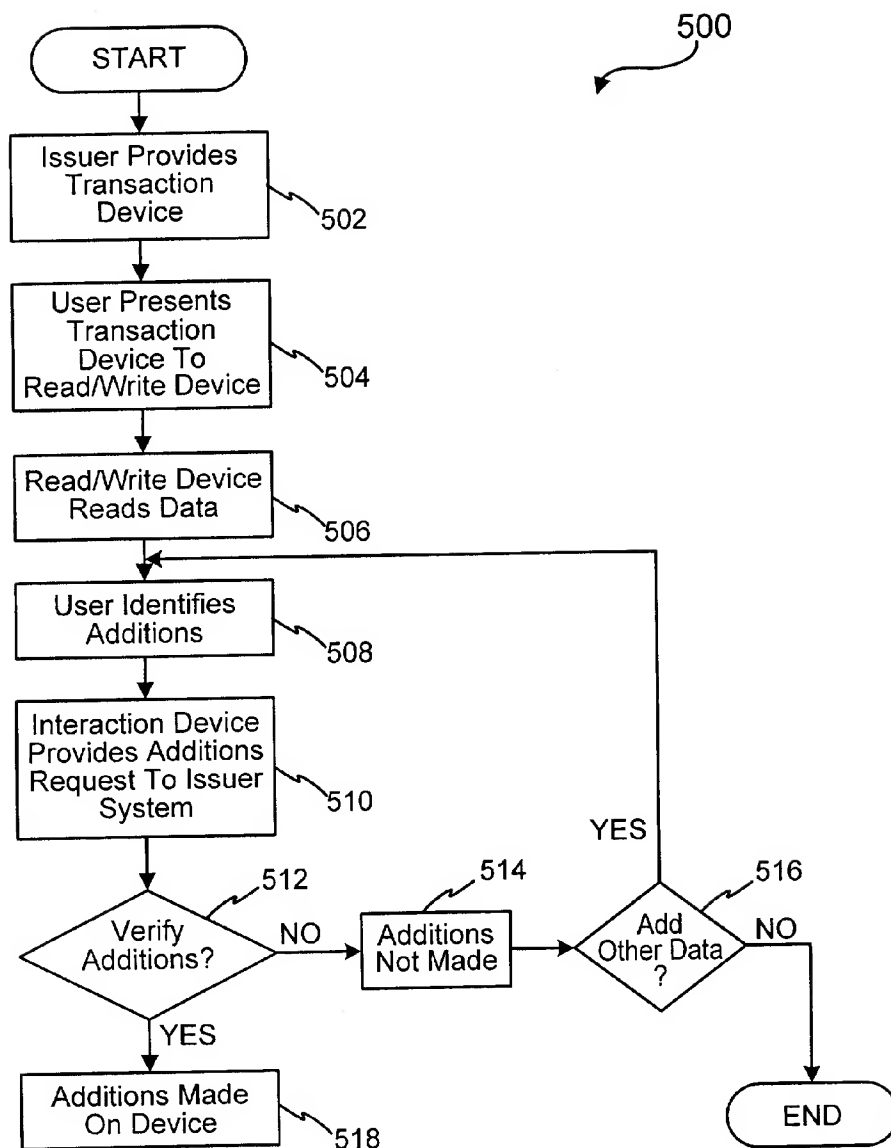 500
START
Issuer Provides
Transaction
Device
502
User Presents
Transaction
Device To
Read/Write Device
504
Read/Write Device
Reads Data
506
User Identifies
Additions
508
Interaction Device
Provides Additions
Request To Issuer
System
510
512
Verify
Additions?
NO
YES
514
Additions
Not Made
516
Add
Other Data
?
YES
NO
Additions Made
On Device
518
END